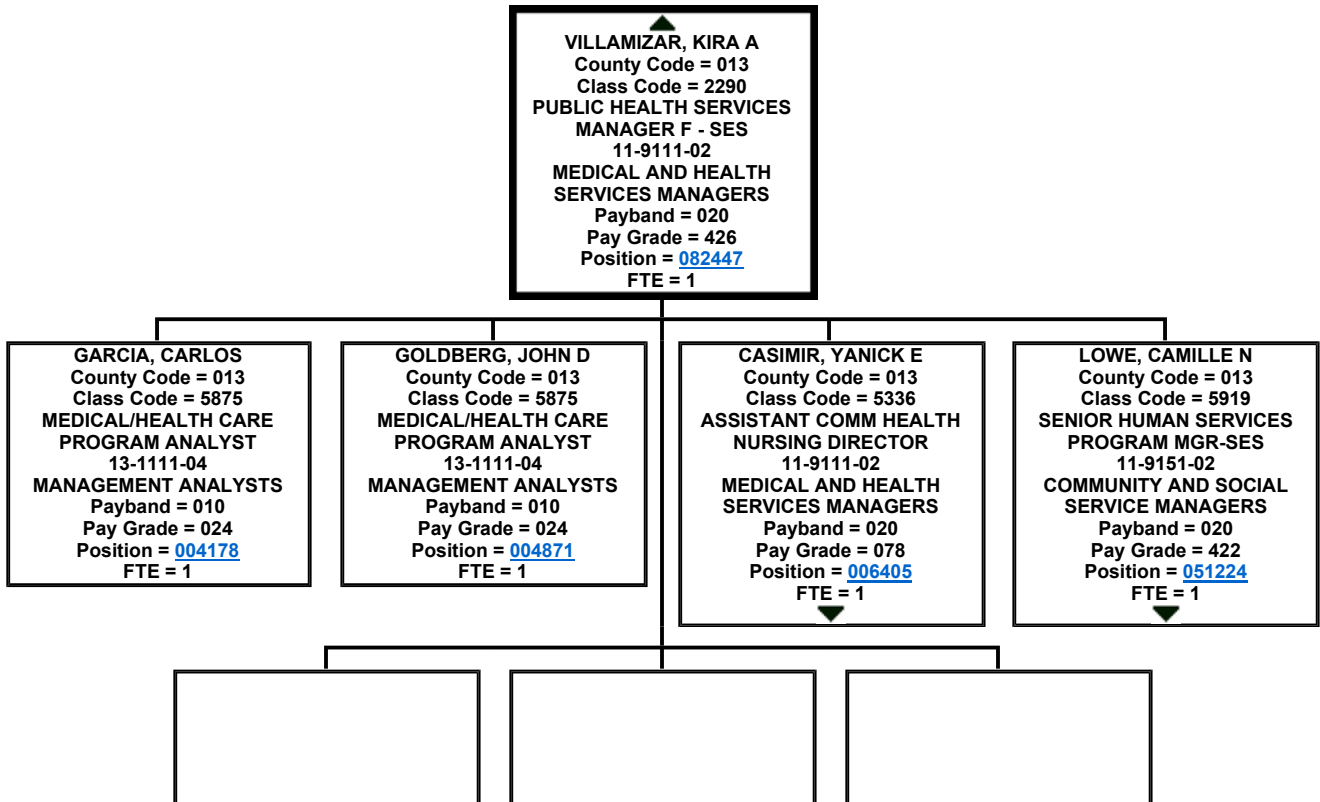 VILLAMIZAR, KIRA A
County Code = 013
Class Code = 2290
PUBLIC HEALTH SERVICES
MANAGER F - SES
11-9111-02
MEDICAL AND HEALTH
SERVICES MANAGERS
Payband = 020
Pay Grade = 426
Position = 082447
FTE = 1
GARCIA, CARLOS
County Code = 013
Class Code = 5875
MEDICAL/HEALTH CARE
PROGRAM ANALYST
13-1111-04
MANAGEMENT ANALYSTS
Payband = 010
Pay Grade = 024
Position = 004178
FTE = 1
GOLDBERG, JOHN D
County Code = 013
Class Code = 5875
MEDICAL/HEALTH CARE
PROGRAM ANALYST
13-1111-04
MANAGEMENT ANALYSTS
Payband = 010
Pay Grade = 024
Position = 004871
FTE = 1
CASIMIR, YANICK E
County Code = 013
Class Code = 5336
ASSISTANT COMM HEALTH
NURSING DIRECTOR
11-9111-02
MEDICAL AND HEALTH
SERVICES MANAGERS
Payband = 020
Pay Grade = 078
Position = 006405
FTE = 1
LOWE, CAMILLE N
County Code = 013
Class Code = 5919
SENIOR HUMAN SERVICES
PROGRAM MGR-SES
11-9151-02
COMMUNITY AND SOCIAL
SERVICE MANAGERS
Payband = 020
Pay Grade = 422
Position = 051224
FTE = 1